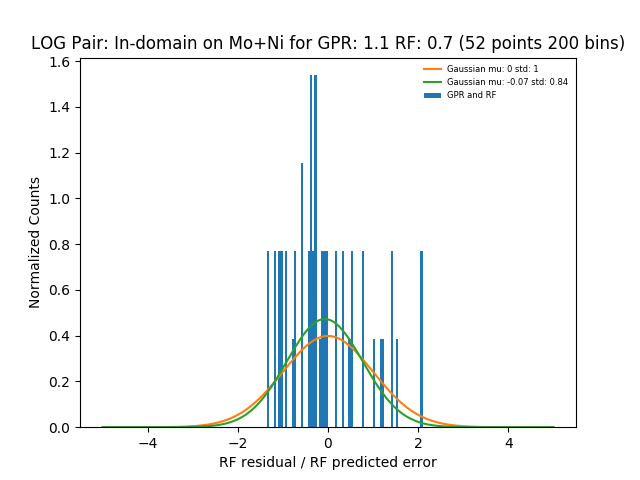 LOG Pair: In-domain on Mo+Ni for GPR: 1.1 RF: 0.7 (52 points 200 bins)
Gaussian mu: 0 std: 1
Gaussian mu: -0.07 std: 0.84
GPR and RF
Normalized Counts
1.6
1.4
1.2
1.0
0.8
0.6
0.4
0.2
0.0
−4 −2 0 2 4
RF residual / RF predicted error